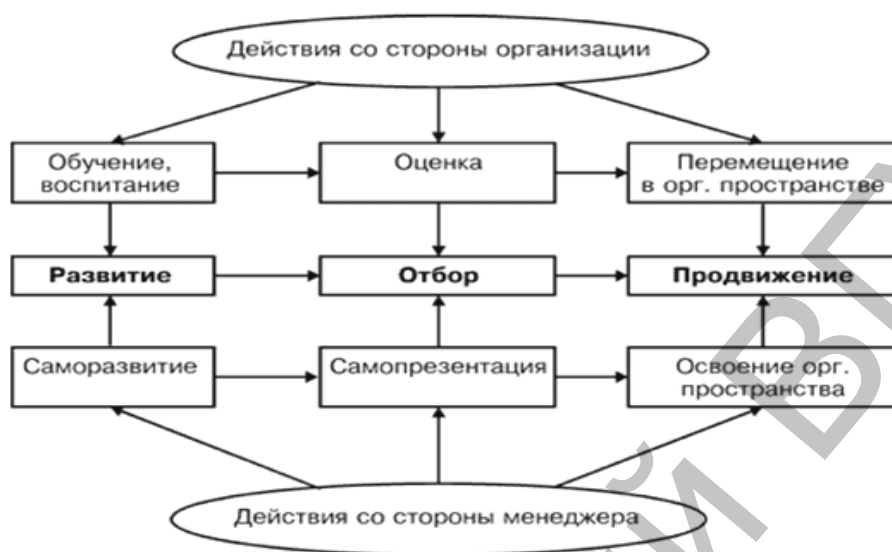 Действия со стороны организации
Обучение,
воспитание
Оценка
Перемещение
в орг. пространстве
Развитие
Отбор
Продвижение
Саморазвитие
Самопрезентация
Освоение орг.
пространства
Действия со стороны менеджера